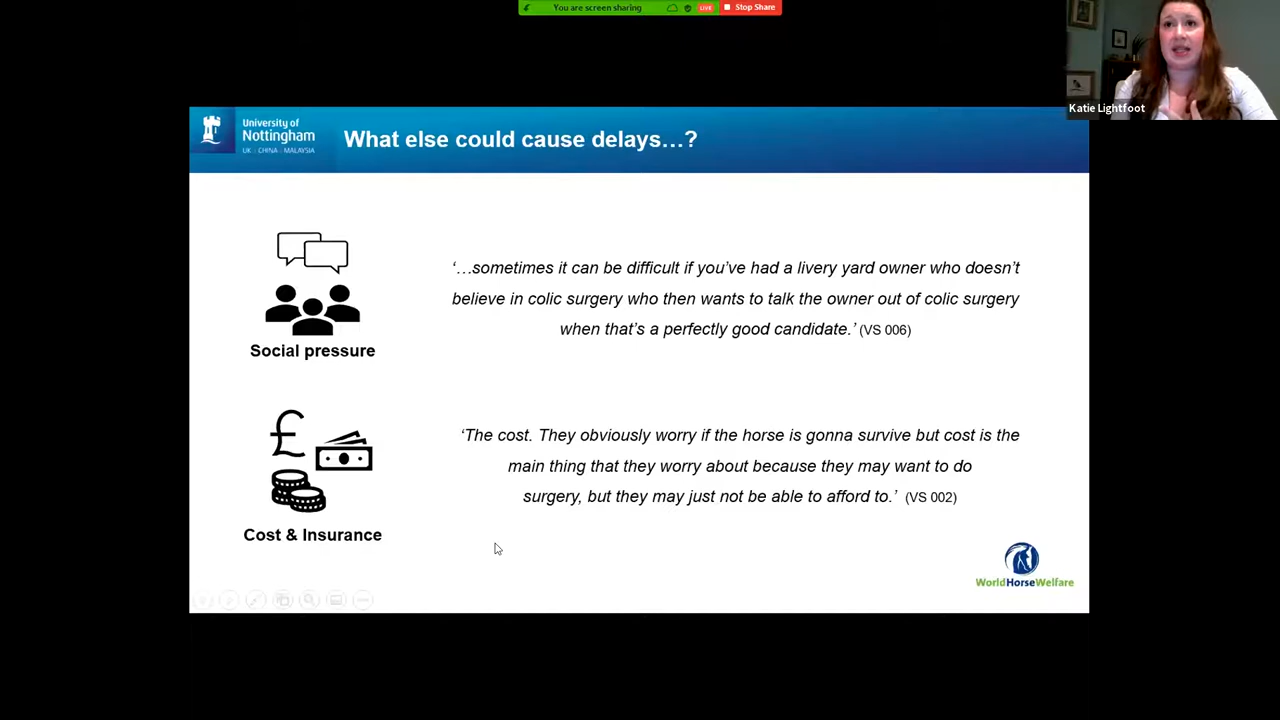 You are screen sharing
LIVE
Stop Share
Katie Lightfoot
University of
Nottingham
UK | CHINA | MALAYSIA
What else could cause delays…?
‘…sometimes it can be difficult if you’ve had a livery yard owner who doesn’t
believe in colic surgery who then wants to talk the owner out of colic surgery
when that’s a perfectly good candidate.’ (VS 006)
Social pressure
£
‘The cost. They obviously worry if the horse is gonna survive but cost is the
main thing that they worry about because they may want to do
surgery, but they may just not be able to afford to.’ (VS 002)
Cost & Insurance
WorldHorseWelfare